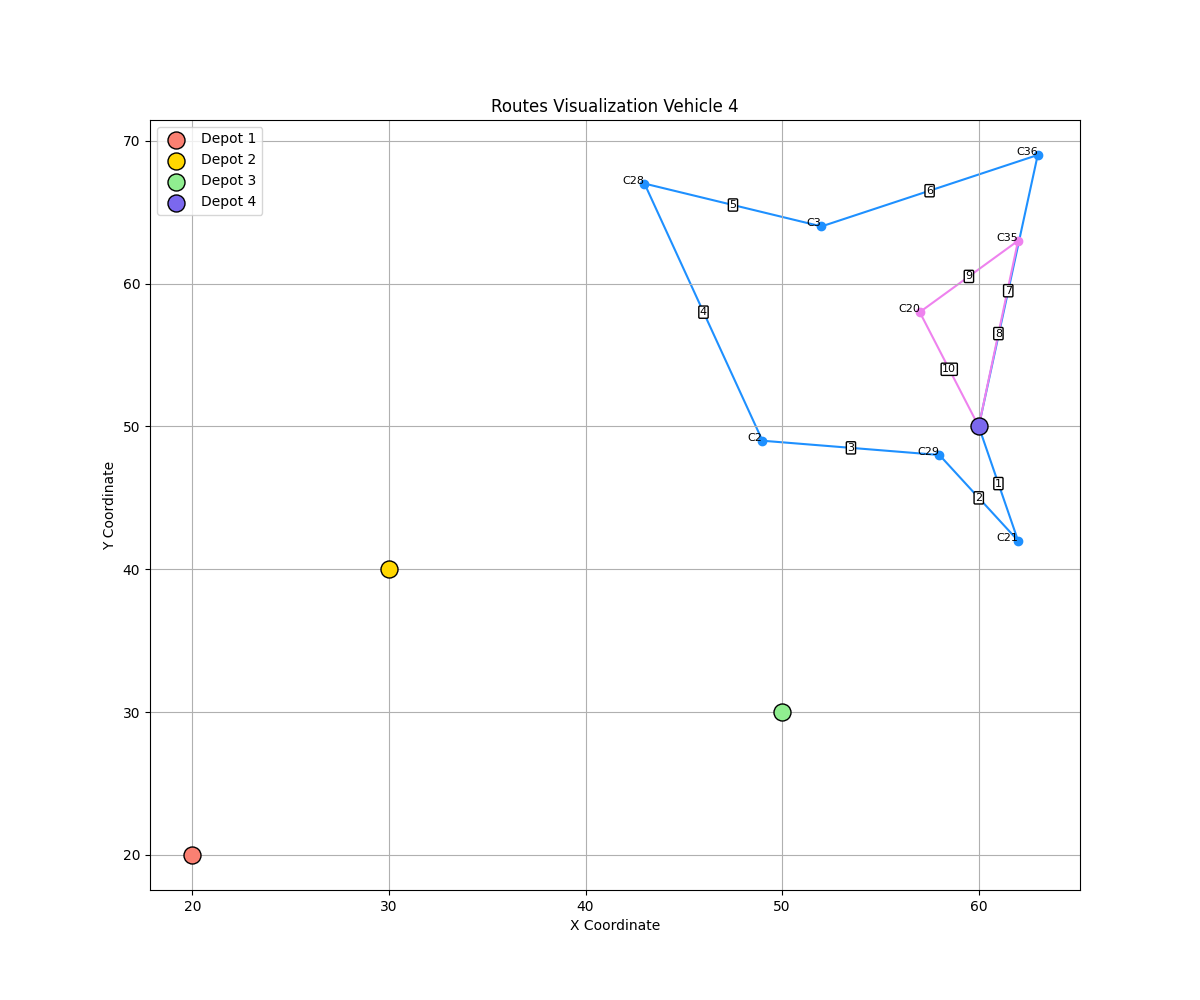 Routes Visualization Vehicle 4
Depot 1
Depot 2
Depot 3
Depot 4
70
60
50
40
30
20
Y Coordinate
C36
C28
5
6
C3
C35
9
7
C20
4
8
10
C2
3
C29
1
2
C21
20
30
40
50
60
X Coordinate